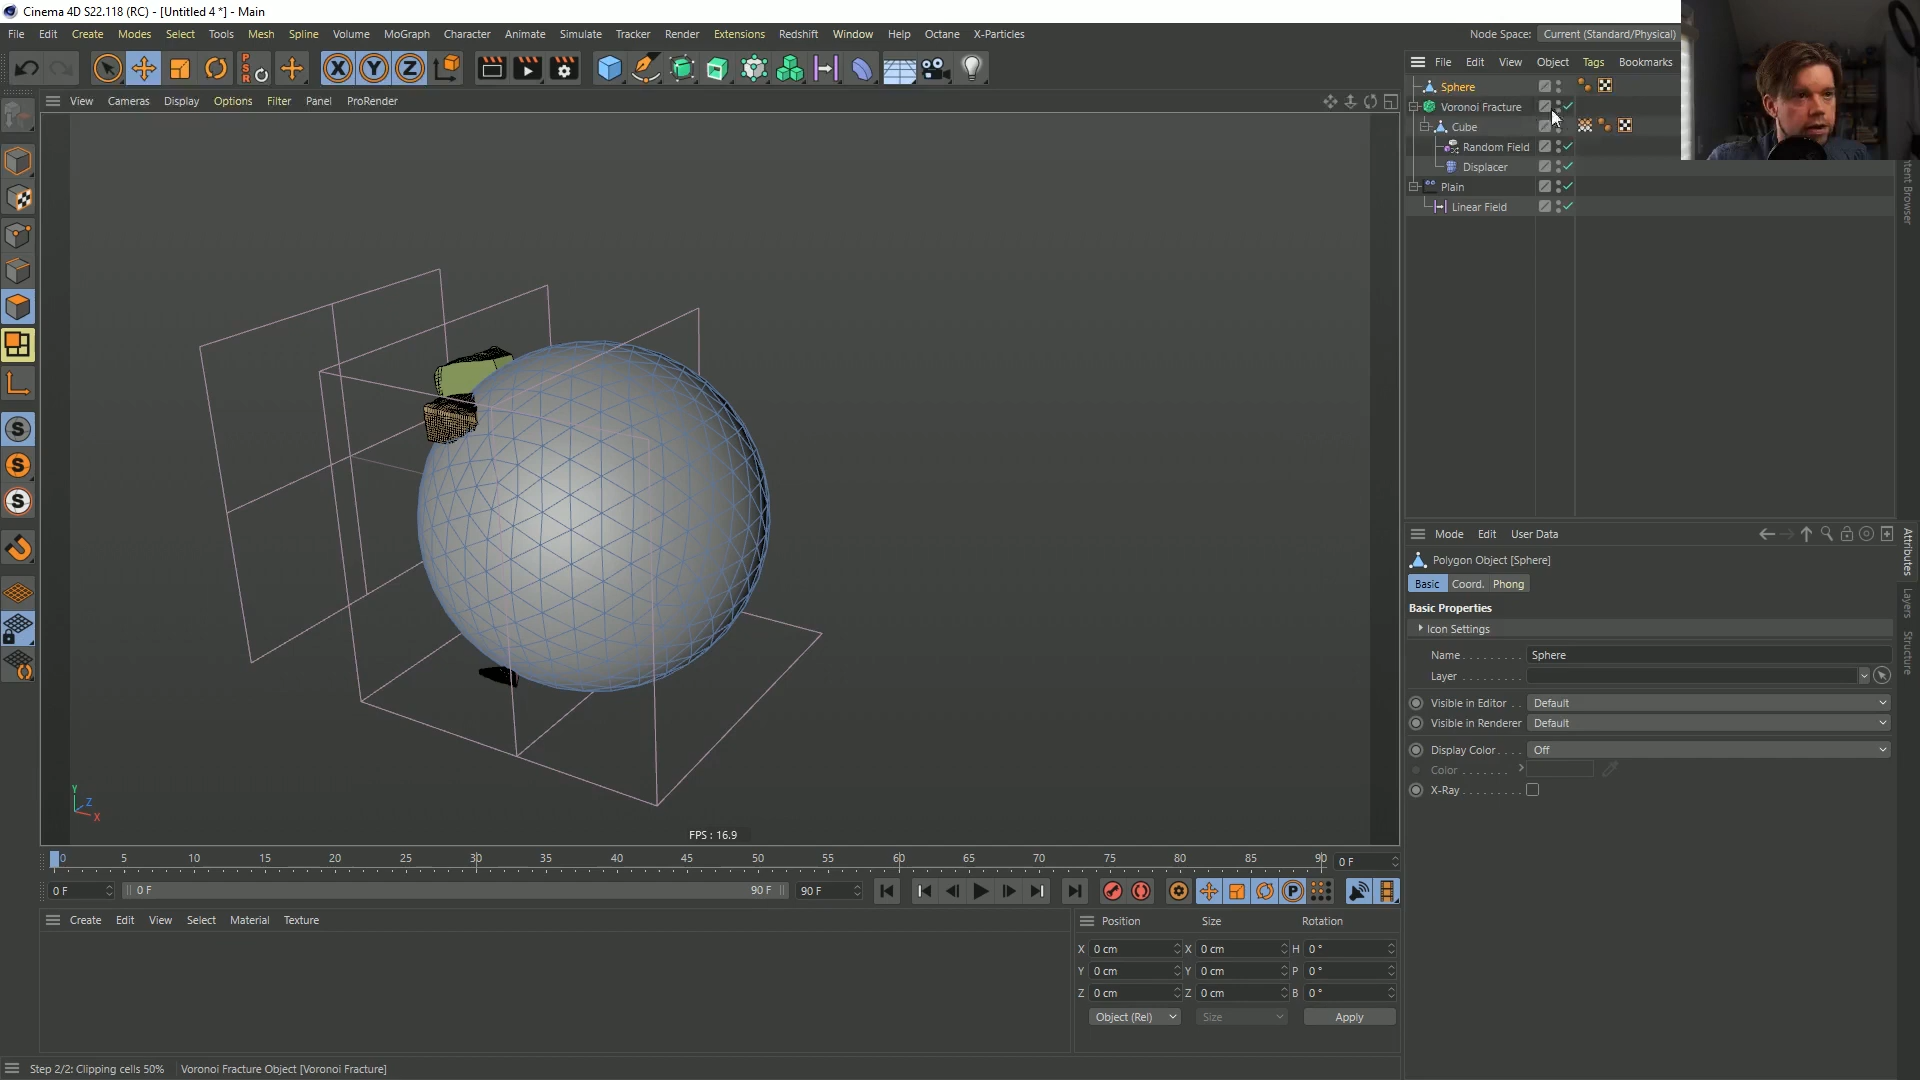 Cinema 4D S22.118 (RC) - [Untitled 4 *] - Main
File Edit Create Modes Select Tools Mesh Spline Volume MoGraph Character Animate Simulate Tracker Render Extensions Redshift Window Help Octane X-Particles Node Space: Current (Standard/Physical)
P S R X Y Z
File Edit View Object Tags Bookmarks
View Cameras Display Options Filter Panel ProRender
Sphere
Voronoi Fracture
Cube
Random Field
Displacer
Plain
Linear Field
S
S
S
Attributes
Layers
Structure
Mode Edit User Data
Polygon Object [Sphere]
Basic Coord. Phong
Basic Properties
Icon Settings
Name Sphere
Layer
Visible in Editor Default
Visible in Renderer Default
Display Color Off
Color
X-Ray
Y Z X
FPS : 16.9
0 5 10 15 20 25 30 35 40 45 50 55 60 65 70 75 80 85 90 0 F
0 F 0 F 90 F 90 F P
Create Edit View Select Material Texture
Position Size Rotation
X 0 cm X 0 cm H 0 °
Y 0 cm Y 0 cm P 0 °
Z 0 cm Z 0 cm B 0 °
Object (Rel) Size Apply
Step 2/2: Clipping cells 50% Voronoi Fracture Object [Voronoi Fracture]